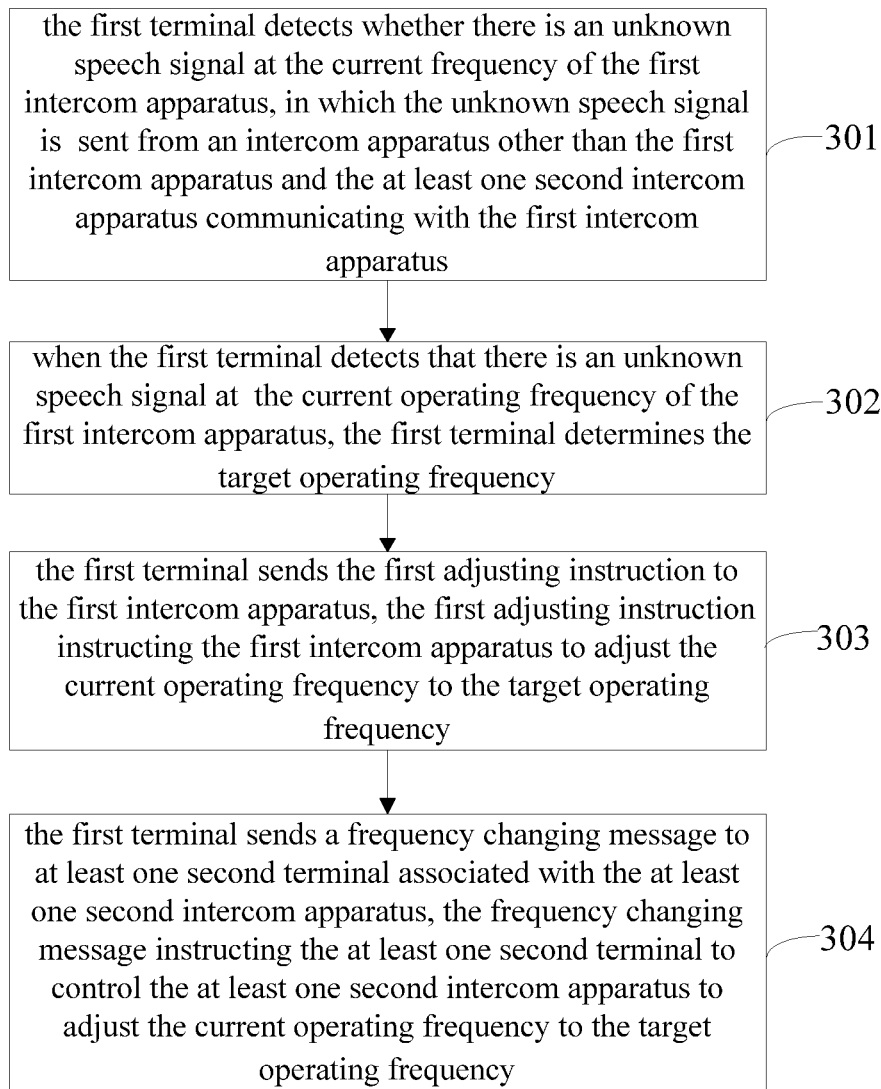 the first terminal detects whether there is an unknown
speech signal at the current frequency of the first
intercom apparatus, in which the unknown speech signal
is sent from an intercom apparatus other than the first
intercom apparatus and the at least one second intercom
apparatus communicating with the first intercom
apparatus
301
when the first terminal detects that there is an unknown
speech signal at the current operating frequency of the
first intercom apparatus, the first terminal determines the
target operating frequency
302
the first terminal sends the first adjusting instruction to
the first intercom apparatus, the first adjusting instruction
instructing the first intercom apparatus to adjust the
current operating frequency to the target operating
frequency
303
the first terminal sends a frequency changing message to
at least one second terminal associated with the at least
one second intercom apparatus, the frequency changing
message instructing the at least one second terminal to
control the at least one second intercom apparatus to
adjust the current operating frequency to the target
operating frequency
304